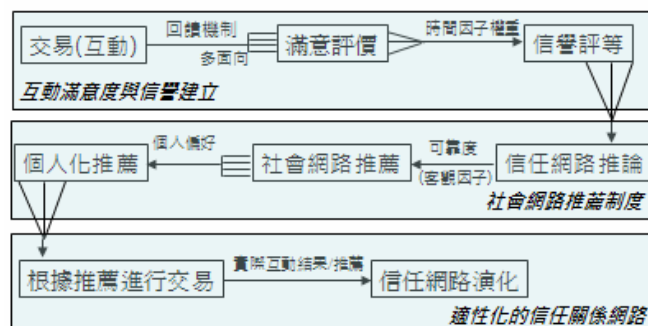 交易(互動)
回饋機制
多面向
滿意評價
時間因子權重
信譽評等
互動滿意度與信譽建立
個人化推薦
個人偏好
社會網路推薦
可靠度
(客觀因子)
信任網路推論
社會網路推薦制度
根據推薦進行交易
實際互動結果/推薦
信任網路演化
適性化的信任關係網路